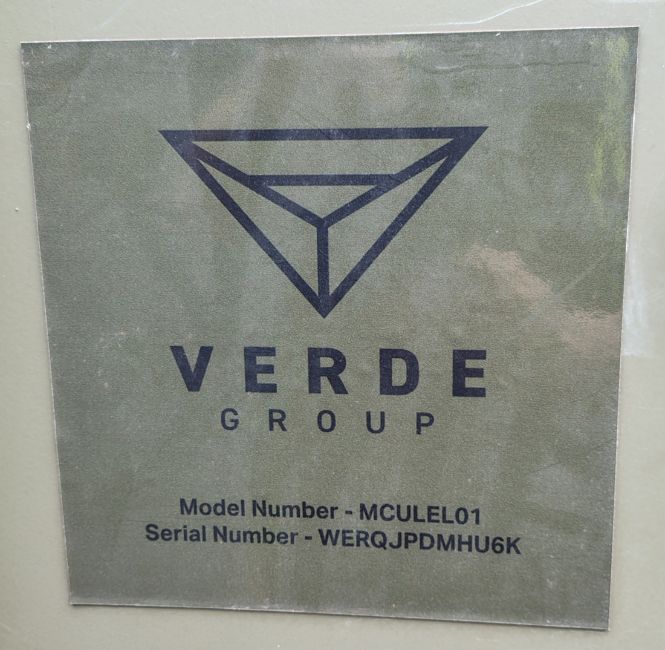 VERDE
GROUP
Model Number - MCULEL01
Serial Number - WERQJPDMHU6K